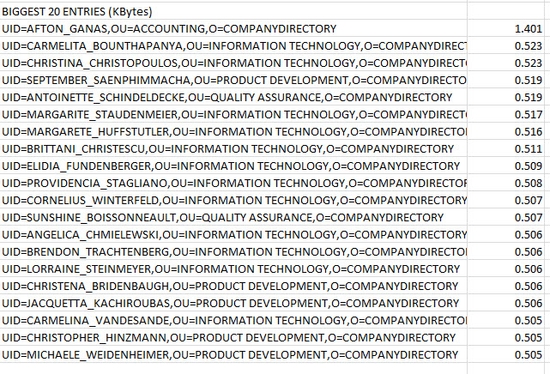 BIGGEST 20 ENTRIES (KBytes)
UID=AFTON_GANAS,OU=ACCOUNTING,O=COMPANYDIRECTORY 1.401
UID=CARMELITA_BOUNTHAPANYA,OU=INFORMATION TECHNOLOGY,O=COMPANYDIRECT 0.523
UID=CHRISTINA_CHRISTOPOULOS,OU=INFORMATION TECHNOLOGY,O=COMPANYDIRECT 0.523
UID=SEPTEMBER_SAENPHIMMACHA,OU=PRODUCT DEVELOPMENT,O=COMPANYDIRECTOR 0.519
UID=ANTOINETTE_SCHINDELDECKE,OU=QUALITY ASSURANCE,O=COMPANYDIRECTORY 0.519
UID=MARGARITE_STAUDENMEIER,OU=INFORMATION TECHNOLOGY,O=COMPANYDIRECT 0.517
UID=MARGARETE_HUFFSTUTLER,OU=INFORMATION TECHNOLOGY,O=COMPANYDIRECTO 0.516
UID=BRITTANI_CHRISTESCU,OU=INFORMATION TECHNOLOGY,O=COMPANYDIRECTORY 0.511
UID=ELIDIA_FUNDENBERGER,OU=INFORMATION TECHNOLOGY,O=COMPANYDIRECTORY 0.509
UID=PROVIDENCIA_STAGLIANO,OU=INFORMATION TECHNOLOGY,O=COMPANYDIRECTOR 0.508
UID=CORNELIUS_WINTERFELD,OU=INFORMATION TECHNOLOGY,O=COMPANYDIRECTORY 0.507
UID=SUNSHINE_BOISSONNEAULT,OU=QUALITY ASSURANCE,O=COMPANYDIRECTORY 0.507
UID=ANGELICA_CHMIELEWSKI,OU=INFORMATION TECHNOLOGY,O=COMPANYDIRECTORY 0.506
UID=BRENDON_TRACHTENBERG,OU=INFORMATION TECHNOLOGY,O=COMPANYDIRECTOR 0.506
UID=LORRAINE_STEINMEYER,OU=INFORMATION TECHNOLOGY,O=COMPANYDIRECTORY 0.506
UID=CHRISTENA_BRIDENBAUGH,OU=PRODUCT DEVELOPMENT,O=COMPANYDIRECTORY 0.506
UID=JACQUETTA_KACHIROUBAS,OU=PRODUCT DEVELOPMENT,O=COMPANYDIRECTORY 0.506
UID=CARMELINA_VANDESANDE,OU=INFORMATION TECHNOLOGY,O=COMPANYDIRECTORY 0.505
UID=CHRISTOPHER_HINZMANN,OU=PRODUCT DEVELOPMENT,O=COMPANYDIRECTORY 0.505
UID=MICHAELE_WEIDENHEIMER,OU=PRODUCT DEVELOPMENT,O=COMPANYDIRECTORY 0.505